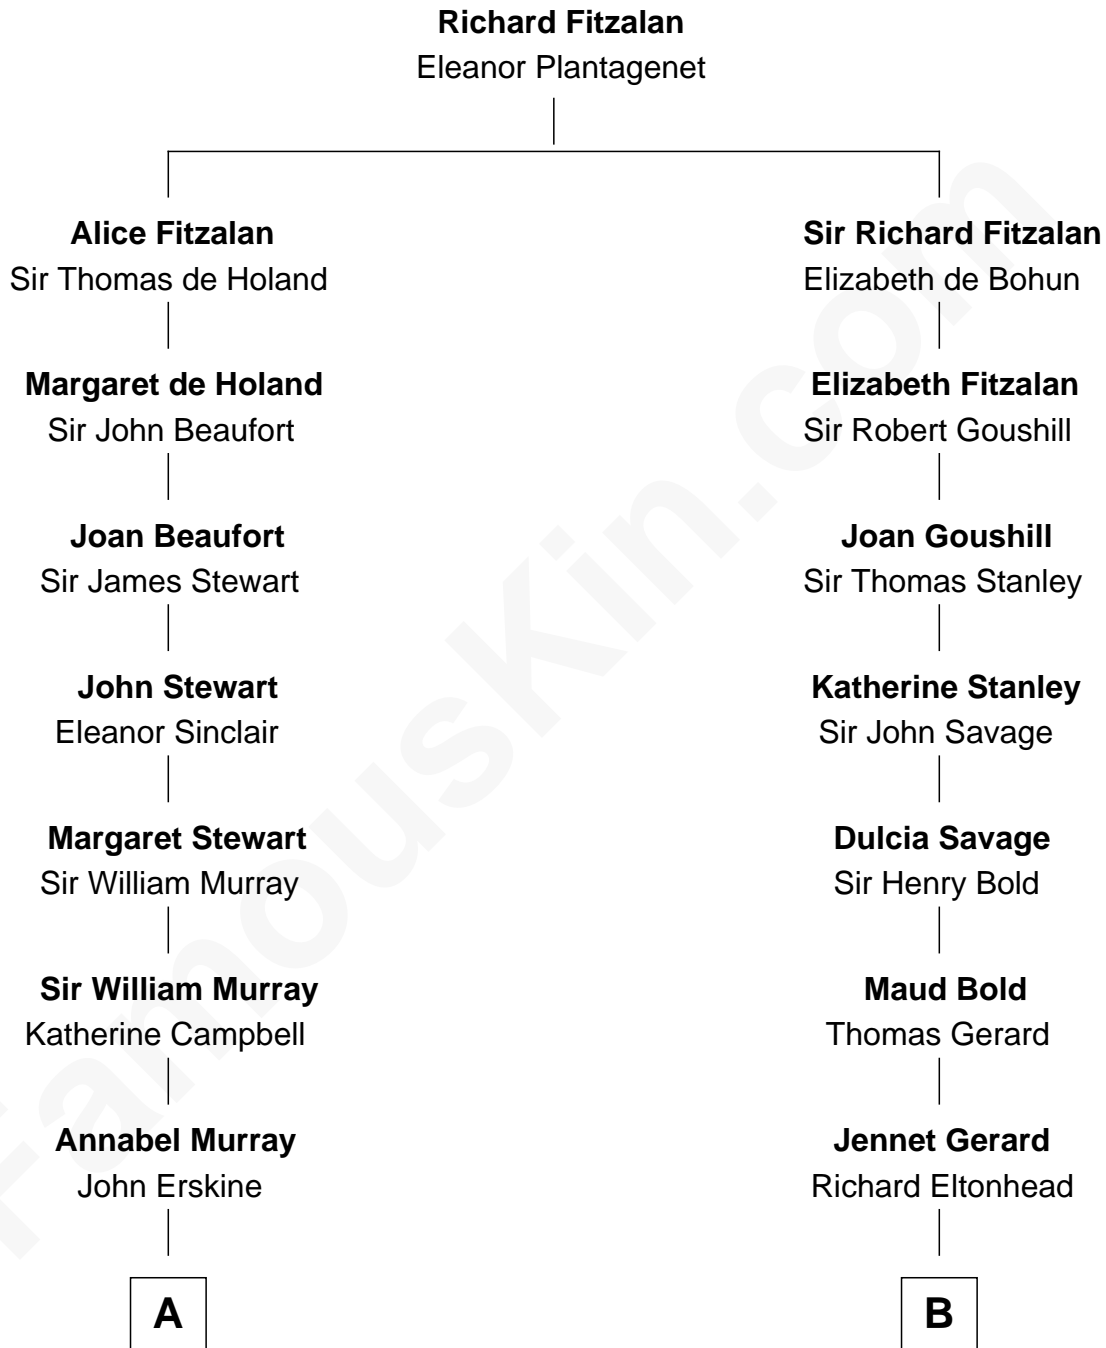 Richard Fitzalan
Eleanor Plantagenet
Alice Fitzalan
Sir Thomas de Holand
Sir Richard Fitzalan
Elizabeth de Bohun
Margaret de Holand
Sir John Beaufort
Elizabeth Fitzalan
Sir Robert Goushill
Joan Beaufort
Sir James Stewart
Joan Goushill
Sir Thomas Stanley
John Stewart
Eleanor Sinclair
Katherine Stanley
Sir John Savage
Margaret Stewart
Sir William Murray
Dulcia Savage
Sir Henry Bold
Sir William Murray
Katherine Campbell
Maud Bold
Thomas Gerard
Annabel Murray
John Erskine
Jennet Gerard
Richard Eltonhead
A
B
FamousKin.com